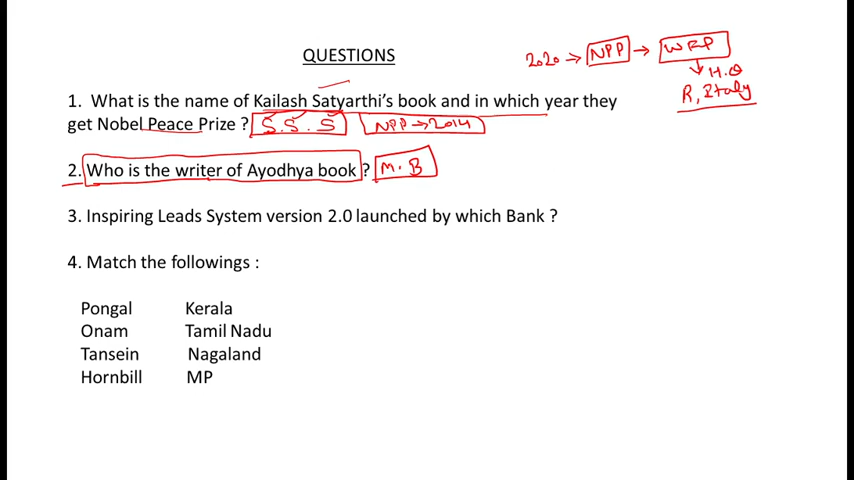 QUESTIONS
2020 → NPP → WFP
↓ H.Q
R, Italy
1. What is the name of Kailash Satyarthi's book and in which year they
get Nobel Peace Prize ? S.S.S NPP → 2014
2. Who is the writer of Ayodhya book ? M.B
3. Inspiring Leads System version 2.0 launched by which Bank ?
4. Match the followings :
Pongal Kerala
Onam Tamil Nadu
Tansein Nagaland
Hornbill MP